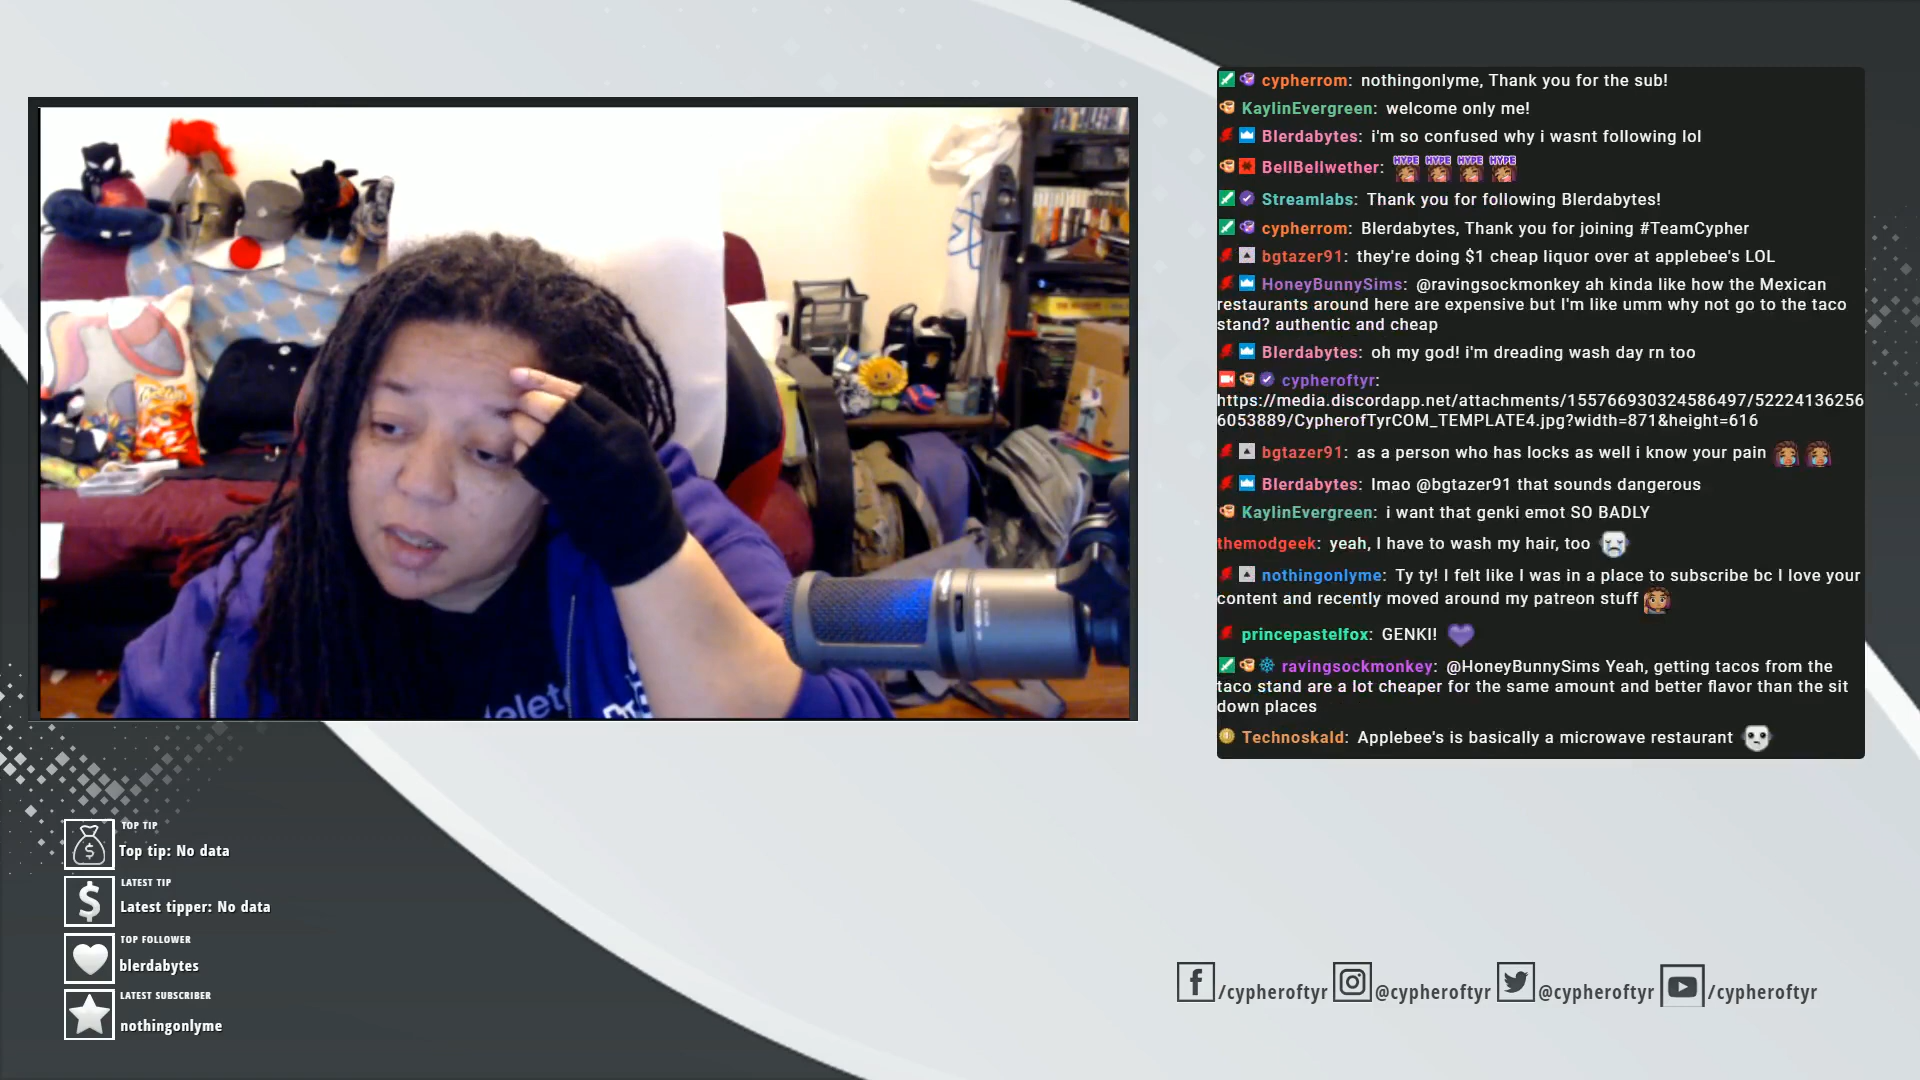 cypherrom: nothingonlyme, Thank you for the sub!
KaylinEvergreen: welcome only me!
Blerdabytes: i'm so confused why i wasnt following lol
BellBellwether: HYPE HYPE HYPE HYPE
Streamlabs: Thank you for following Blerdabytes!
cypherrom: Blerdabytes, Thank you for joining #TeamCypher
bgtazer91: they're doing $1 cheap liquor over at applebee's LOL
HoneyBunnySims: @ravingsockmonkey ah kinda like how the Mexican
restaurants around here are expensive but I'm like umm why not go to the taco
stand? authentic and cheap
Blerdabytes: oh my god! i'm dreading wash day rn too
cypheroftyr:
https://media.discordapp.net/attachments/155766930324586497/52224136256
6053889/CypherofTyrCOM_TEMPLATE4.jpg?width=871&height=616
bgtazer91: as a person who has locks as well i know your pain
Blerdabytes: lmao @bgtazer91 that sounds dangerous
KaylinEvergreen: i want that genki emot SO BADLY
themodgeek: yeah, I have to wash my hair, too
nothingonlyme: Ty ty! I felt like I was in a place to subscribe bc I love your
content and recently moved around my patreon stuff
princepastelfox: GENKI!
ravingsockmonkey: @HoneyBunnySims Yeah, getting tacos from the
taco stand are a lot cheaper for the same amount and better flavor than the sit
down places
Technoskald: Applebee's is basically a microwave restaurant
TOP TIP
Top tip: No data
LATEST TIP
Latest tipper: No data
TOP FOLLOWER
blerdabytes
LATEST SUBSCRIBER
nothingonlyme
/cypheroftyr @cypheroftyr @cypheroftyr /cypheroftyr